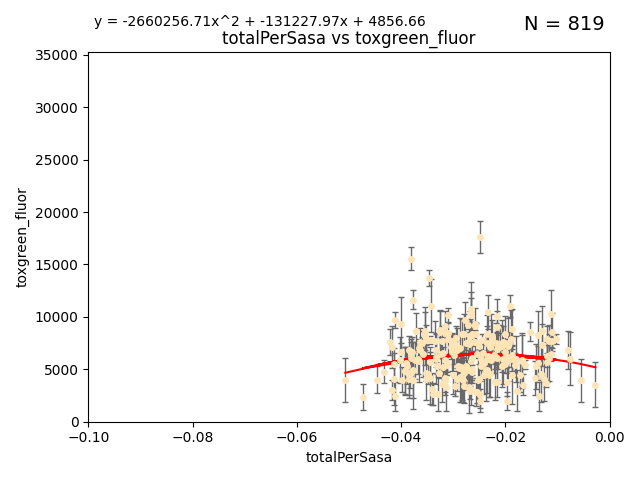 y = -2660256.71x^2 + -131227.97x + 4856.66
N = 819
totalPerSasa vs toxgreen_fluor
35000
30000
25000
20000
15000
10000
5000
0
toxgreen_fluor
−0.10
−0.08
−0.06
−0.04
−0.02
0.00
totalPerSasa